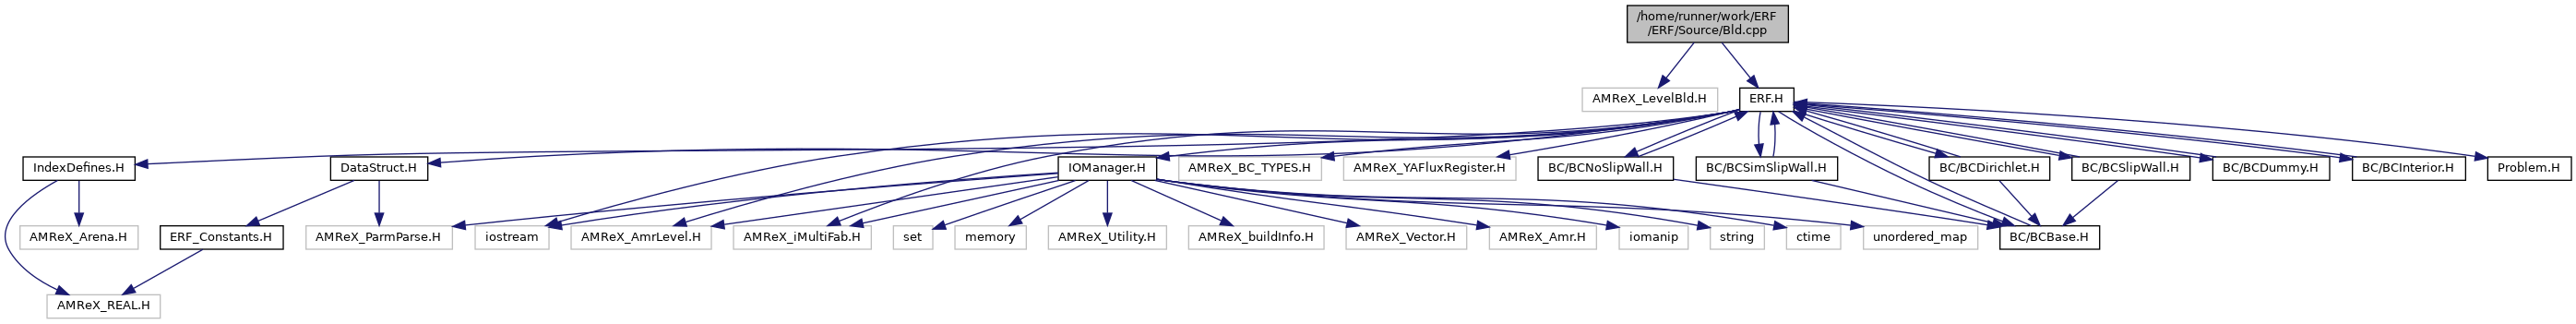 /home/runner/work/ERF
/ERF/Source/Bld.cpp
AMReX_LevelBld.H
ERF.H
IndexDefines.H
DataStruct.H
IOManager.H
AMReX_BC_TYPES.H
AMReX_YAFluxRegister.H
BC/BCNoSlipWall.H
BC/BCSimSlipWall.H
BC/BCDirichlet.H
BC/BCSlipWall.H
BC/BCDummy.H
BC/BCInterior.H
Problem.H
AMReX_Arena.H
ERF_Constants.H
AMReX_ParmParse.H
iostream
AMReX_AmrLevel.H
AMReX_iMultiFab.H
set
memory
AMReX_Utility.H
AMReX_buildInfo.H
AMReX_Vector.H
AMReX_Amr.H
iomanip
string
ctime
unordered_map
BC/BCBase.H
AMReX_REAL.H